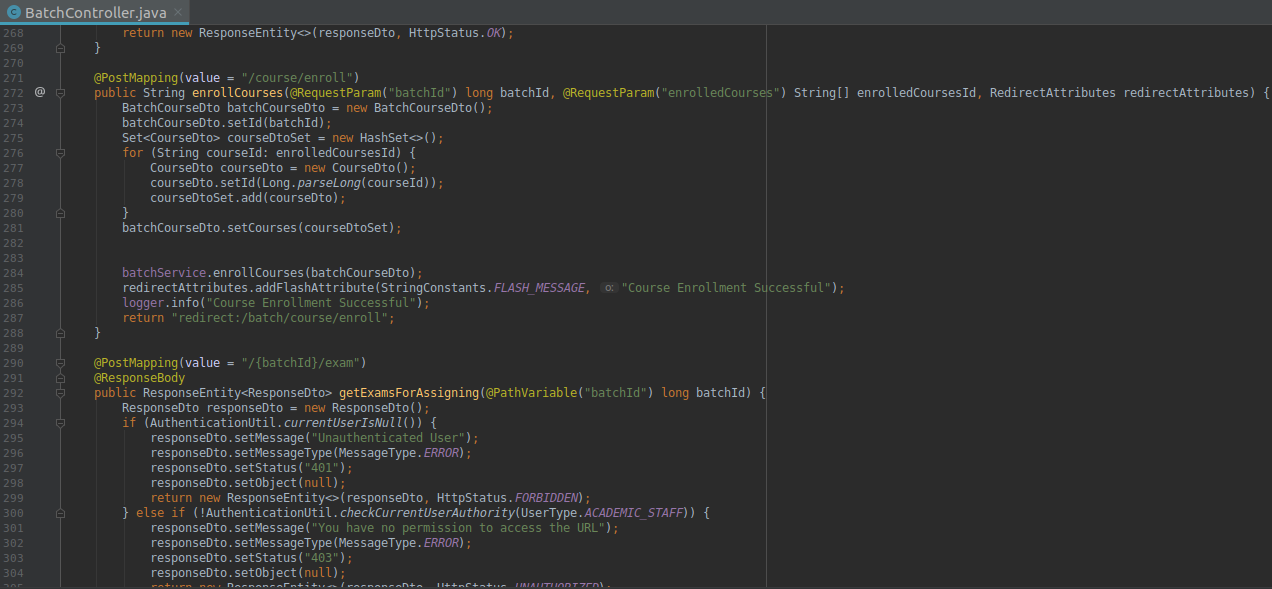 BatchController.java
268 return new ResponseEntity<>(responseDto, HttpStatus.OK);
269 }
270
271 @PostMapping(value = "/course/enroll")
272 @ public String enrollCourses(@RequestParam("batchId") long batchId, @RequestParam("enrolledCourses") String[] enrolledCoursesId, RedirectAttributes redirectAttributes) {
273 BatCourseDto batchCourseDto = new BatCourseDto();
274 batchCourseDto.setId(batchId);
275 Set<CourseDto> courseDtoSet = new HashSet<>();
276 for (String courseId: enrolledCoursesId) {
277 CourseDto courseDto = new CourseDto();
278 courseDto.setId(Long.parseLong(courseId));
279 courseDtoSet.add(courseDto);
280 }
281 batchCourseDto.setCourses(courseDtoSet);
282
283
284 batchService.enrollCourses(batchCourseDto);
285 redirectAttributes.addFlashAttribute(StringConstants.FLASH_MESSAGE, o: "Course Enrollment Successful");
286 logger.info("Course Enrollment Successful");
287 return "redirect:/batch/course/enroll";
288 }
289
290 @PostMapping(value = "/{batchId}/exam")
291 @ResponseBody
292 public ResponseEntity<ResponseDto> getExamsForAssigning(@PathVariable("batchId") long batchId) {
293 ResponseDto responseDto = new ResponseDto();
294 if (AuthenticationUtil.currentUserIsNull()) {
295 responseDto.setMessage("Unauthenticated User");
296 responseDto.setMessageType(MessageType.ERROR);
297 responseDto.setStatus("401");
298 responseDto.setObject(null);
299 return new ResponseEntity<>(responseDto, HttpStatus.FORBIDDEN);
300 } else if (!AuthenticationUtil.checkCurrentUserAuthority(UserType.ACADEMIC_STAFF)) {
301 responseDto.setMessage("You have no permission to access the URL");
302 responseDto.setMessageType(MessageType.ERROR);
303 responseDto.setStatus("403");
304 responseDto.setObject(null);
305 return new ResponseEntity<>(responseDto, HttpStatus.UNAUTHORIZED);